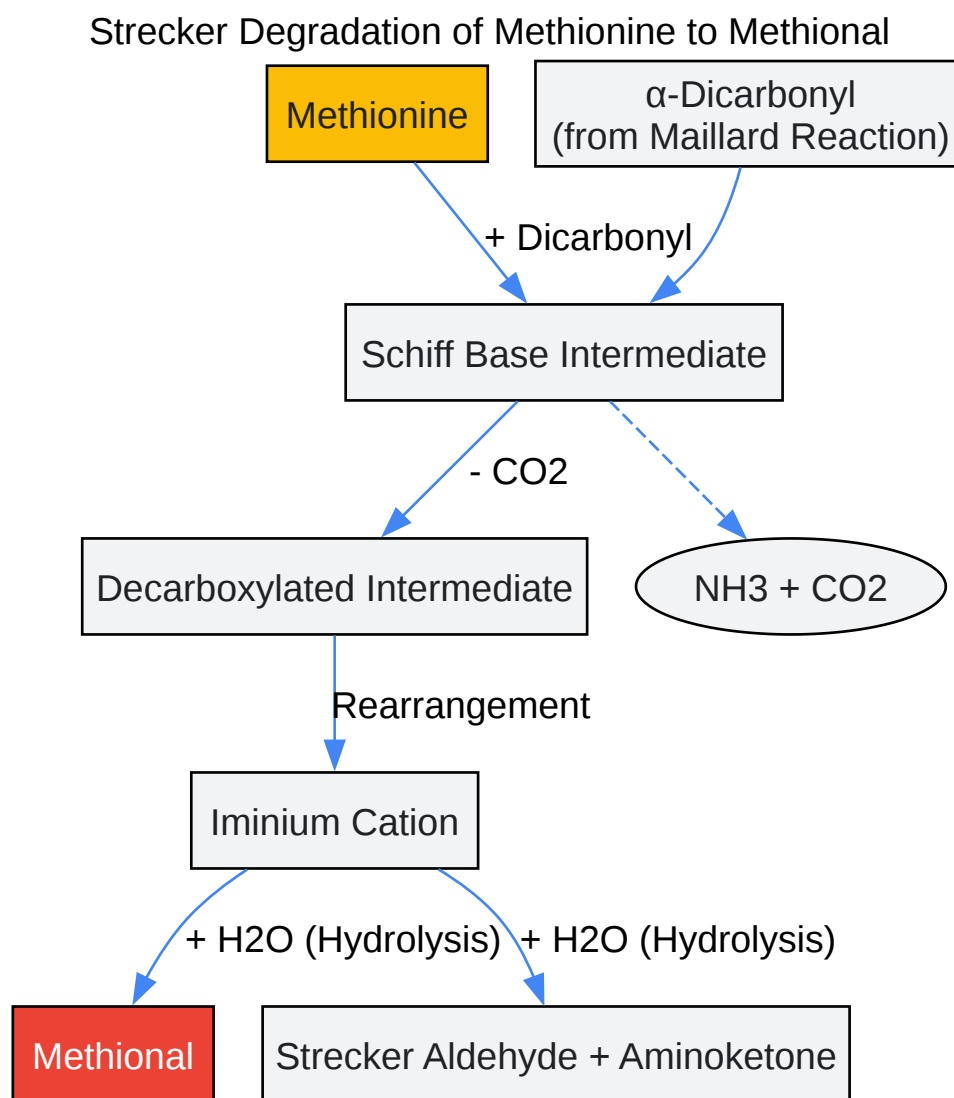 Strecker Degradation of Methionine to Methional
Methionine
α-Dicarbonyl
(from Maillard Reaction)
+ Dicarbonyl
Schiff Base Intermediate
- CO2
Decarboxylated Intermediate
NH3 + CO2
Rearrangement
Iminium Cation
+ H2O (Hydrolysis)
+ H2O (Hydrolysis)
Methional
Strecker Aldehyde + Aminoketone